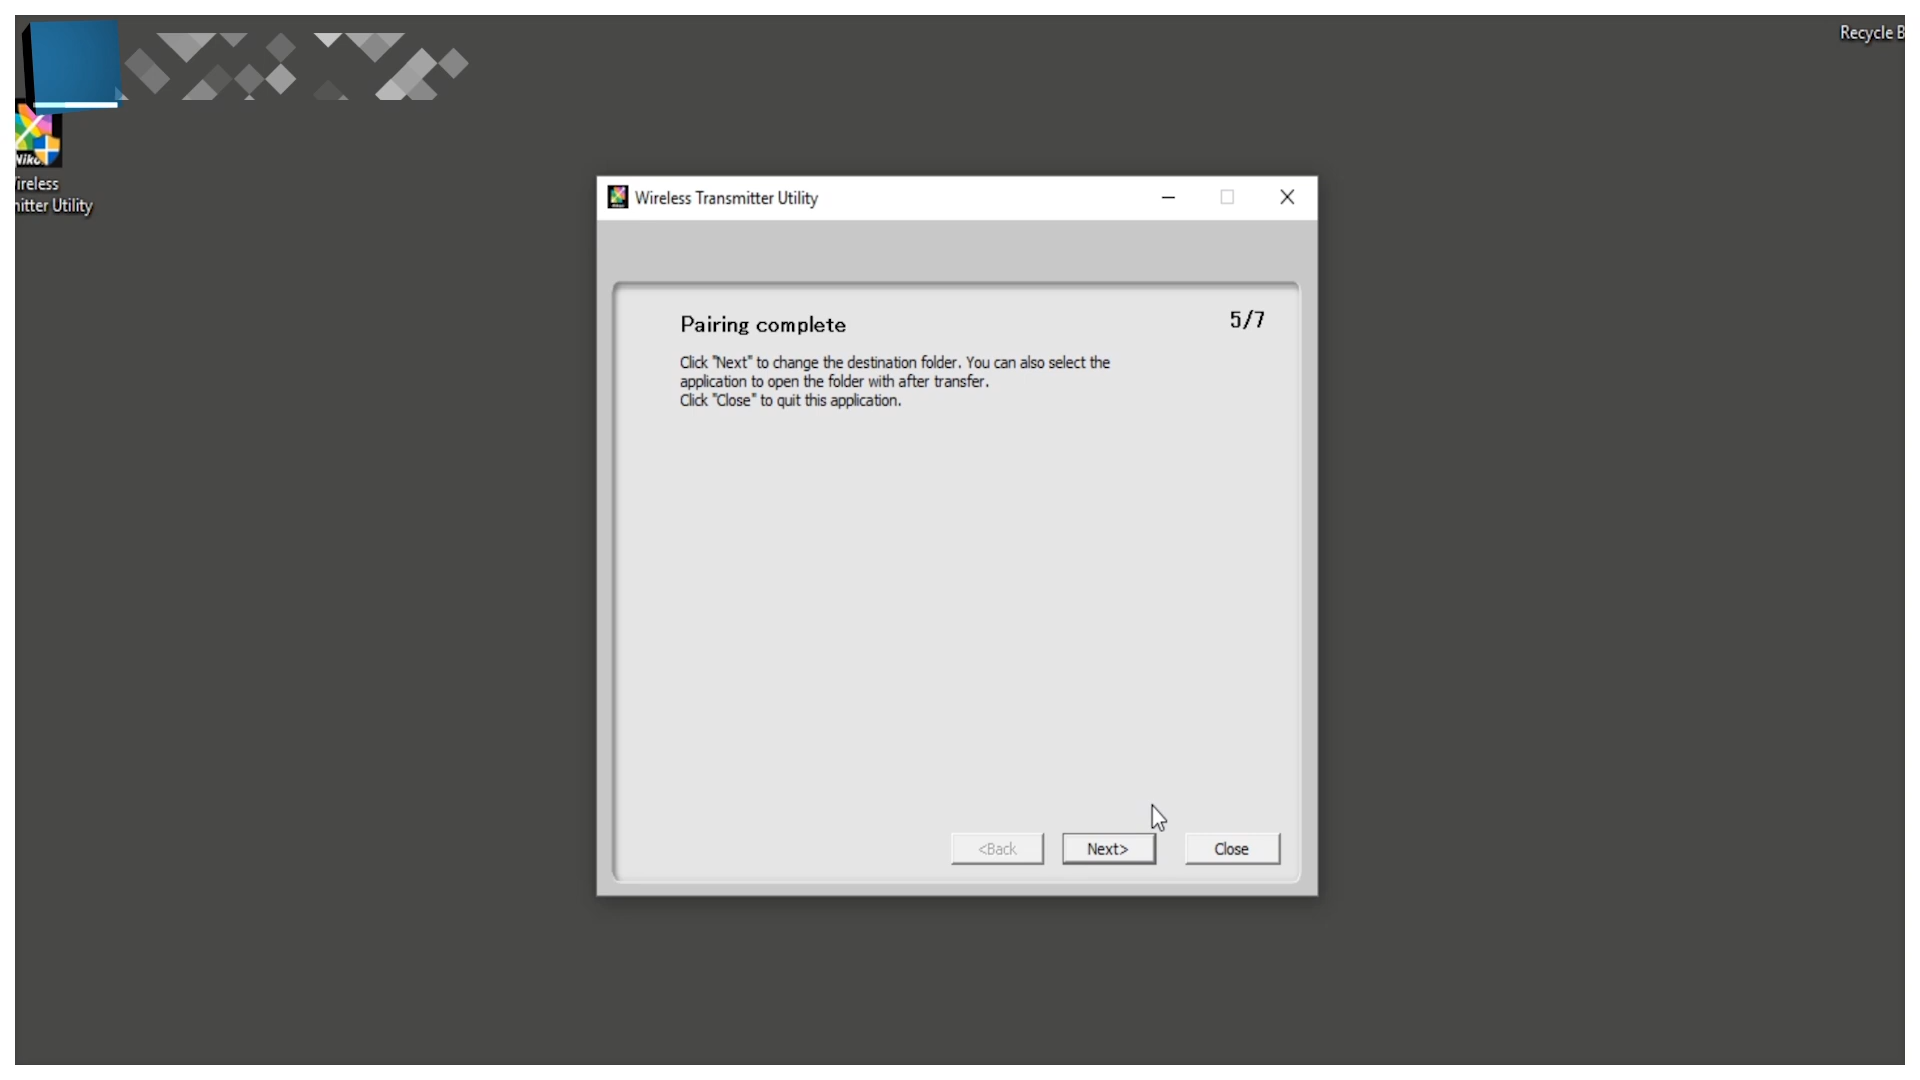 Recycle B
Niko
ireless
nitter Utility
Wireless Transmitter Utility
Pairing complete
5/7
Click "Next" to change the destination folder. You can also select the
application to open the folder with after transfer.
Click "Close" to quit this application.
<Back
Next>
Close